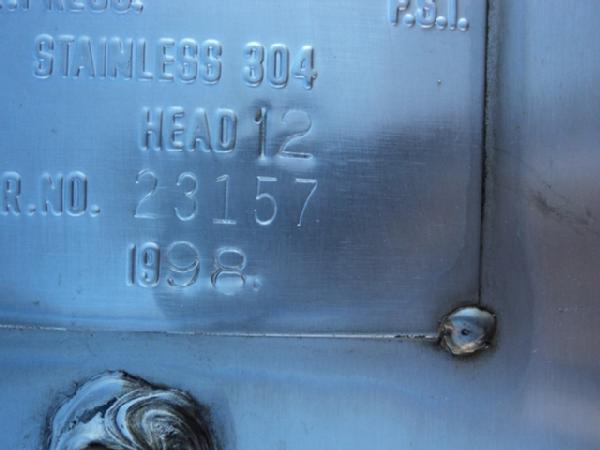 P.S.I.
STAINLESS 304
HEAD 12
R.NO. 23157
1998.